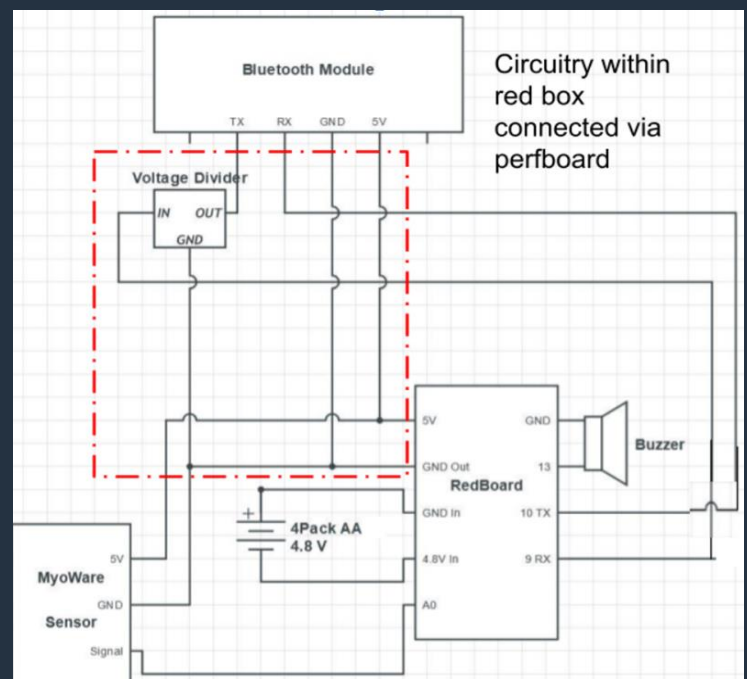 Bluetooth Module
TX RX GND 5V
Circuitry within
red box
connected via
perfboard
Voltage Divider
IN OUT
GND
5V GND
Buzzer
GND Out 13
RedBoard
GND In 10 TX
+
4Pack AA
4.8 V
4.8V In 9 RX
5V
MyoWare
GND A0
Sensor
Signal